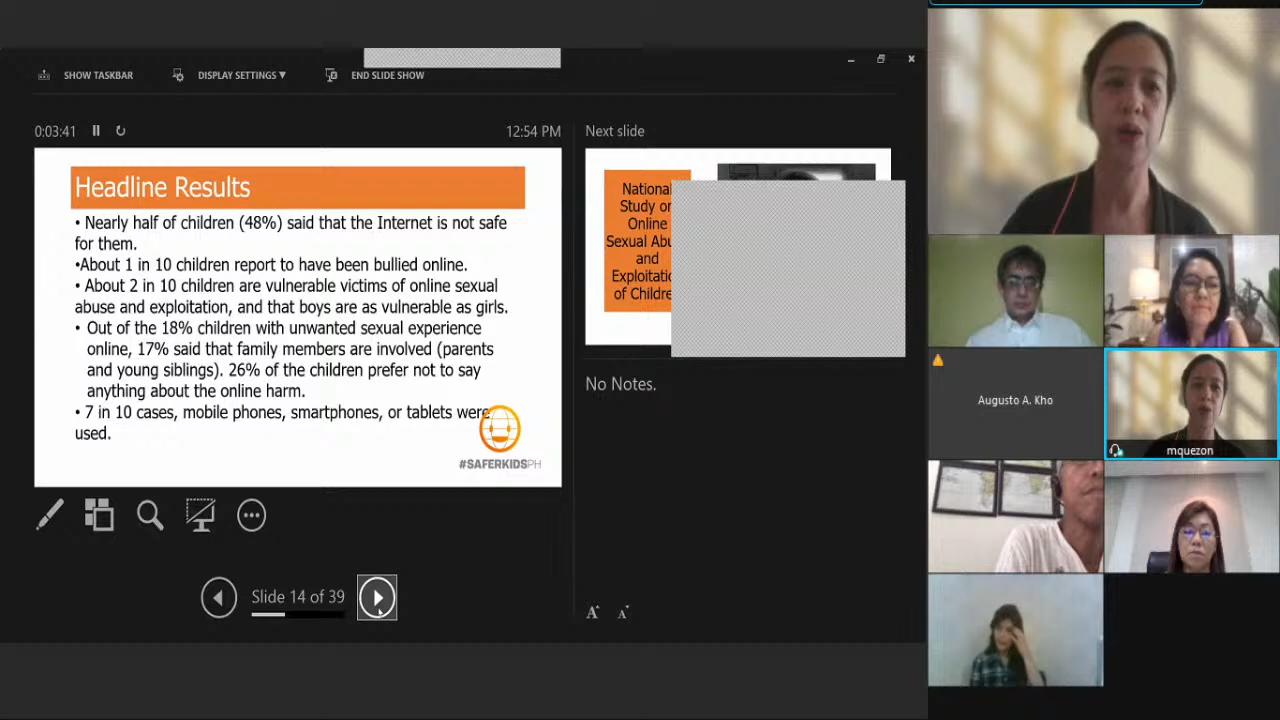 SHOW TASKBAR DISPLAY SETTINGS ▼ END SLIDE SHOW
0:03:41 12:54 PM
Headline Results
• Nearly half of children (48%) said that the Internet is not safe
for them.
•About 1 in 10 children report to have been bullied online.
• About 2 in 10 children are vulnerable victims of online sexual
abuse and exploitation, and that boys are as vulnerable as girls.
• Out of the 18% children with unwanted sexual experience
online, 17% said that family members are involved (parents
and young siblings). 26% of the children prefer not to say
anything about the online harm.
• 7 in 10 cases, mobile phones, smartphones, or tablets were
used.
#SAFERKIDSPH
Slide 14 of 39
Next slide
National
Study on
Online
Sexual Abu
and
Exploitatio
of Childre
No Notes.
A A
Augusto A. Kho
mquezon